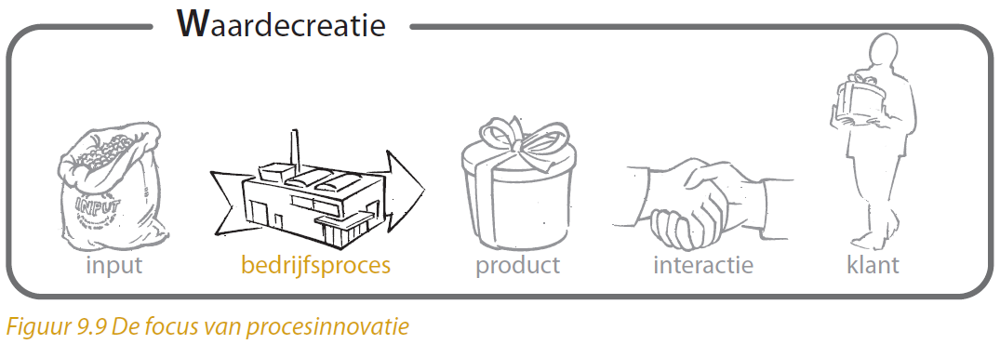 Waardecreatie
INPUT
input bedrijfsproces product interactie klant
Figuur 9.9 De focus van procesinnovatie